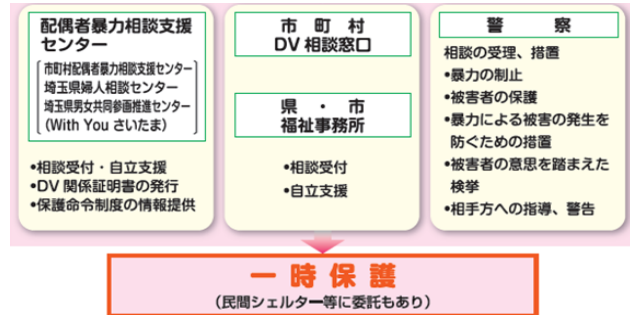 配偶者暴力相談支援
センター
市町村配偶者暴力相談支援センター
埼玉県婦人相談センター
埼玉県男女共同参画推進センター
(With You さいたま)
•相談受付・自立支援
•DV 関係証明書の発行
•保護命令制度の情報提供
市町村
DV 相談窓口
県・市
福祉事務所
•相談受付
•自立支援
警察
相談の受理、措置
•暴力の制止
•被害者の保護
•暴力による被害の発生を
防ぐための措置
•被害者の意思を踏まえた
検挙
•相手方への指導、警告
一時保護
(民間シェルター等に委託もあり)